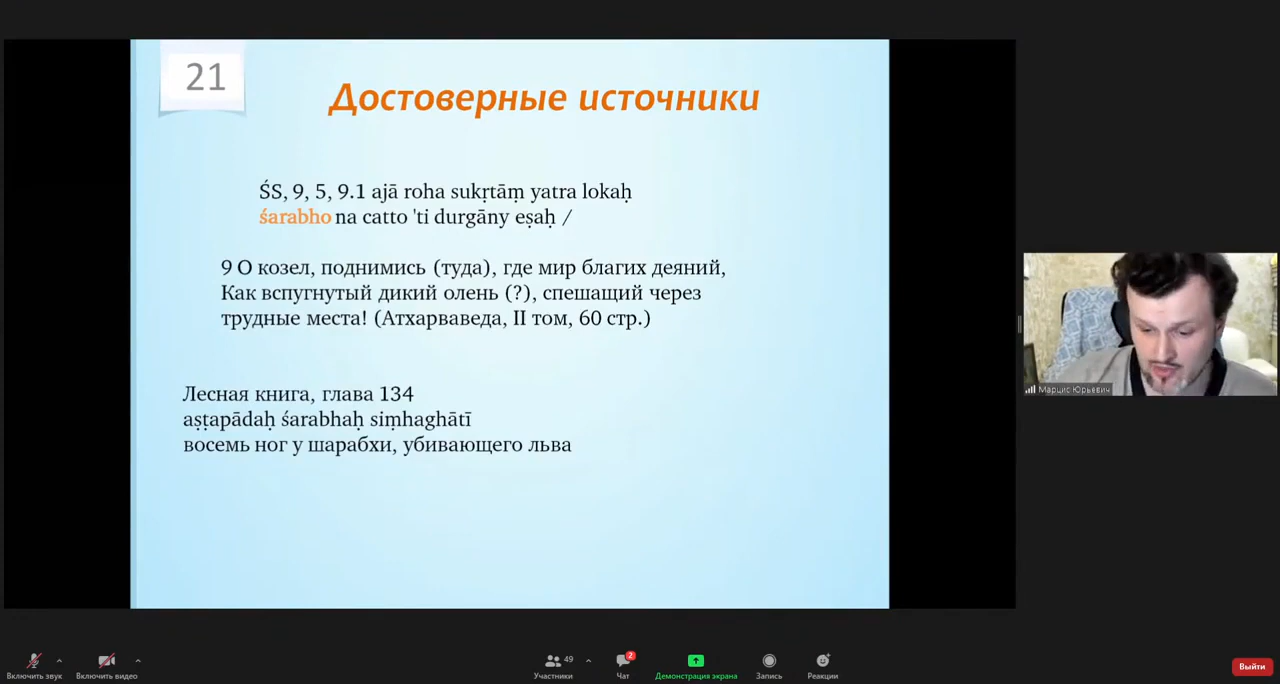 21
Достоверные источники
ŚS, 9, 5, 9.1 ajā roha sukṛtāṃ yatra lokaḥ
śarabho na catto 'ti durgāny eṣaḥ /
9 О козел, поднимись (туда), где мир благих деяний,
Как вспугнутый дикий олень (?), спешащий через
трудные места! (Атхарваведа, II том, 60 стр.)
Лесная книга, глава 134
aṣṭapādaḥ śarabhaḥ siṃhaghātī
восемь ног у шарабхи, убивающего льва
Марцис Юрьевич
Включить звук
Включить видео
49
Участники
2
Чат
Демонстрация экрана
Запись
Реакции
Выйти